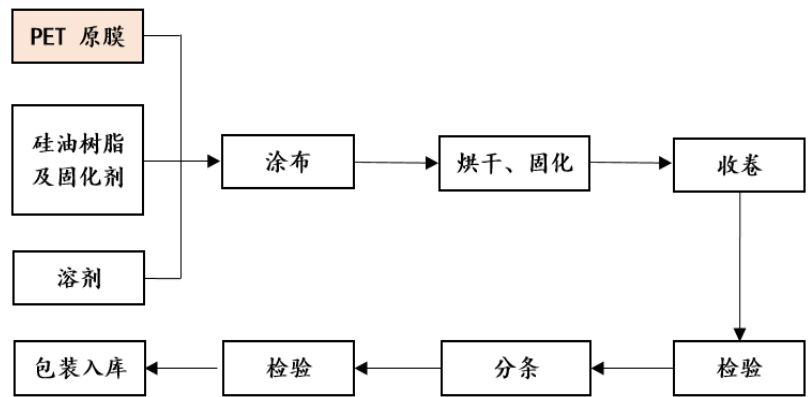 PET 原膜
硅油树脂
及固化剂
溶剂
涂布
烘干、固化
收卷
检验
分条
检验
包装入库